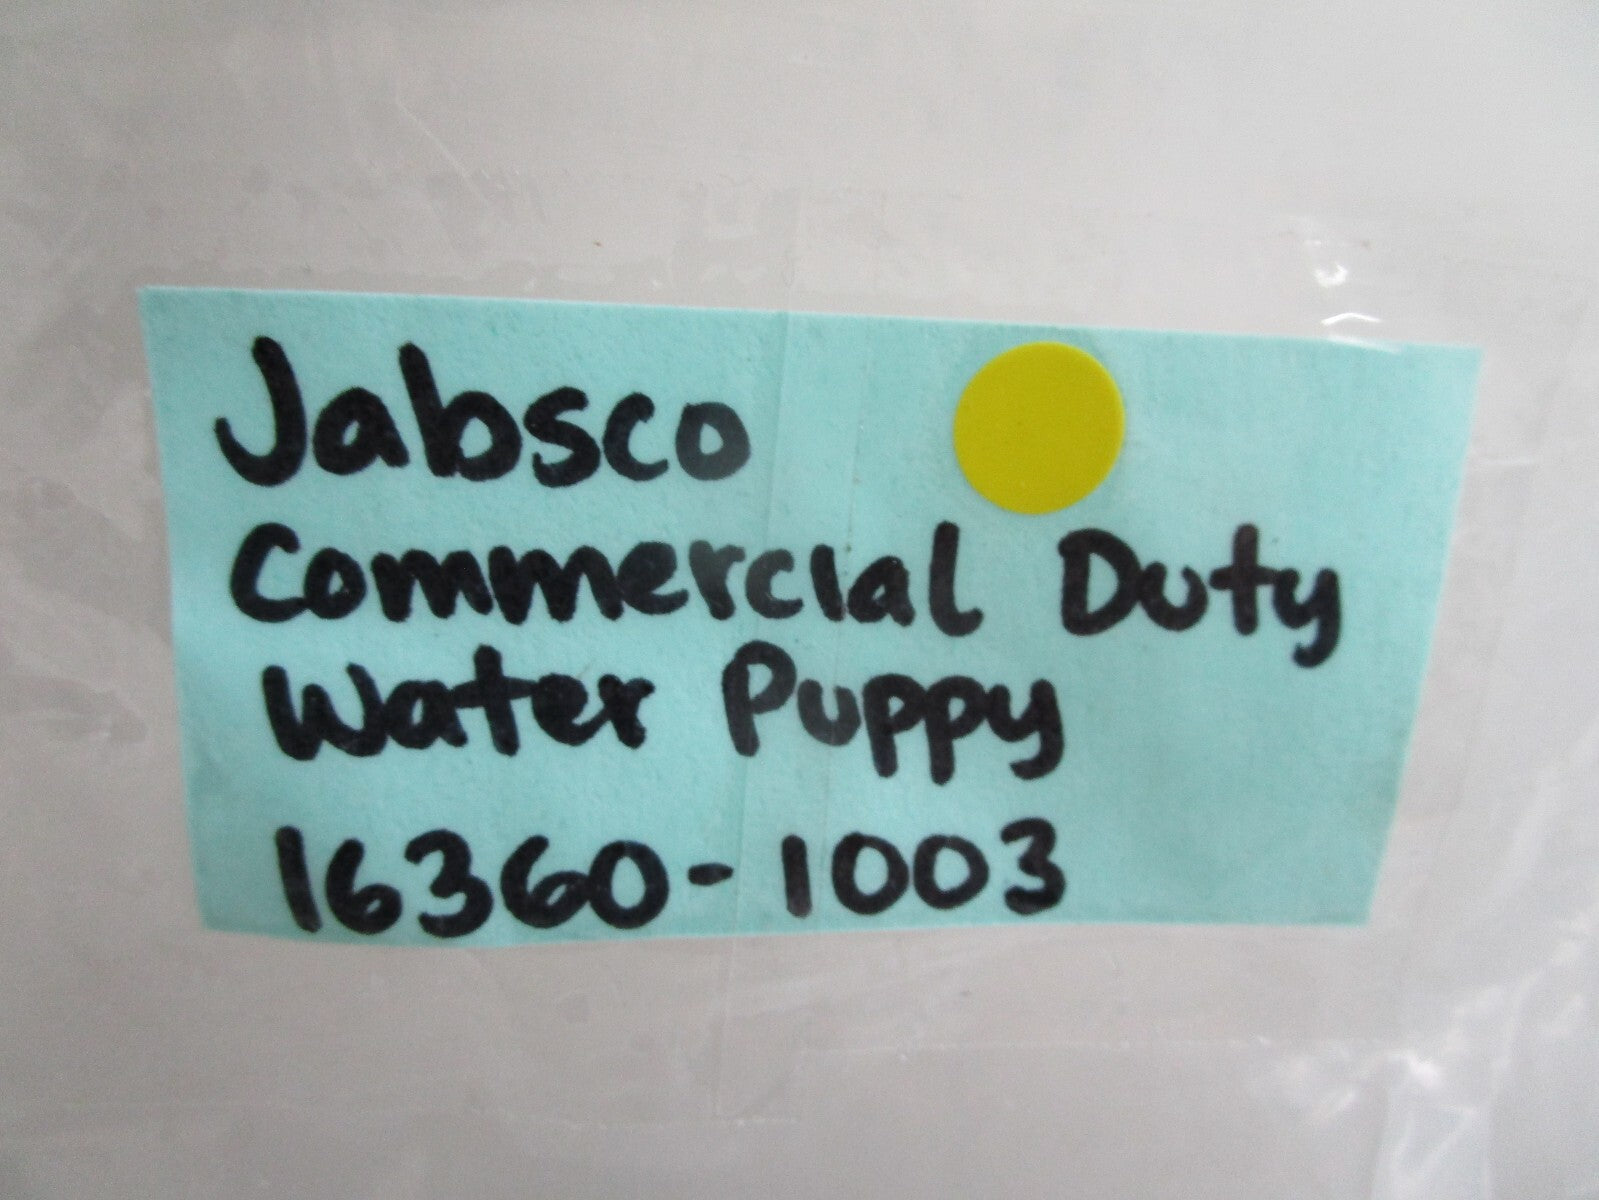 Jabsco
Commercial Duty
Water Puppy
16360-1003